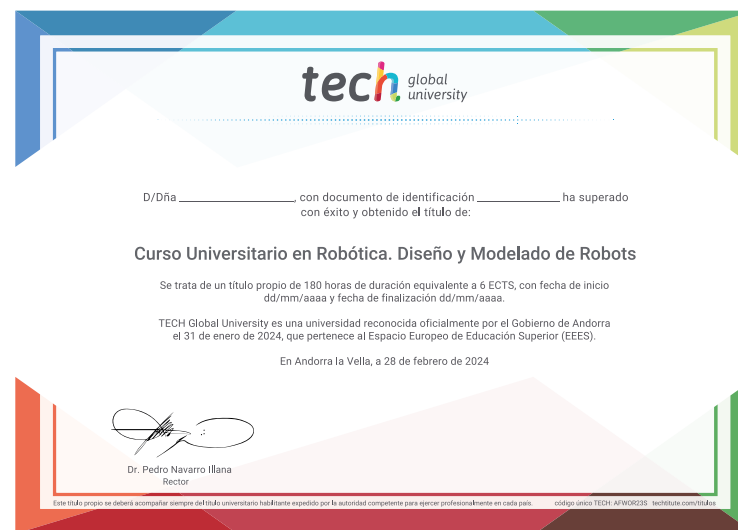 tech global university
D/Dña ____________________, con documento de identificación ______________ ha superado
con éxito y obtenido el título de:
Curso Universitario en Robótica. Diseño y Modelado de Robots
Se trata de un título propio de 180 horas de duración equivalente a 6 ECTS, con fecha de inicio
dd/mm/aaaa y fecha de finalización dd/mm/aaaa.
TECH Global University es una universidad reconocida oficialmente por el Gobierno de Andorra
el 31 de enero de 2024, que pertenece al Espacio Europeo de Educación Superior (EEES).
En Andorra la Vella, a 28 de febrero de 2024
Dr. Pedro Navarro Illana
Rector
Este título propio se deberá acompañar siempre del título universitario habilitante expedido por la autoridad competente para ejercer profesionalmente en cada país. código único TECH: AFWOR23S techtitute.com/titulos